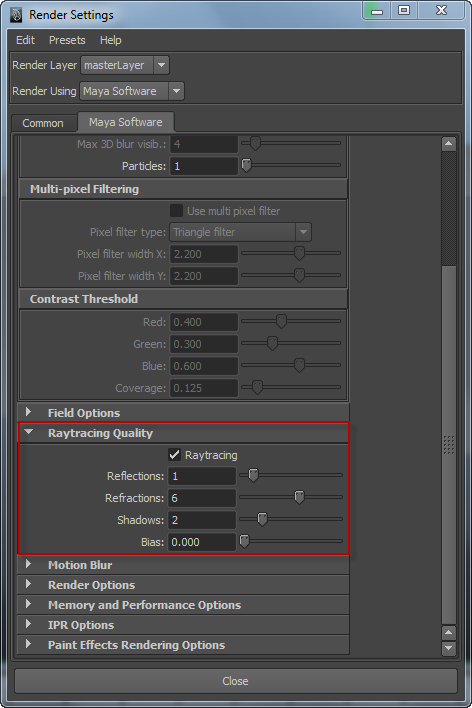 Render Settings
Edit Presets Help
Render Layer masterLayer
Render Using Maya Software
Common Maya Software
Max 3D blur visib.: 4
Particles: 1
Multi-pixel Filtering
Use multi pixel filter
Pixel filter type: Triangle filter
Pixel filter width X: 2.200
Pixel filter width Y: 2.200
Contrast Threshold
Red: 0.400
Green: 0.300
Blue: 0.600
Coverage: 0.125
Field Options
Raytracing Quality
Raytracing
Reflections: 1
Refractions: 6
Shadows: 2
Bias: 0.000
Motion Blur
Render Options
Memory and Performance Options
IPR Options
Paint Effects Rendering Options
Close